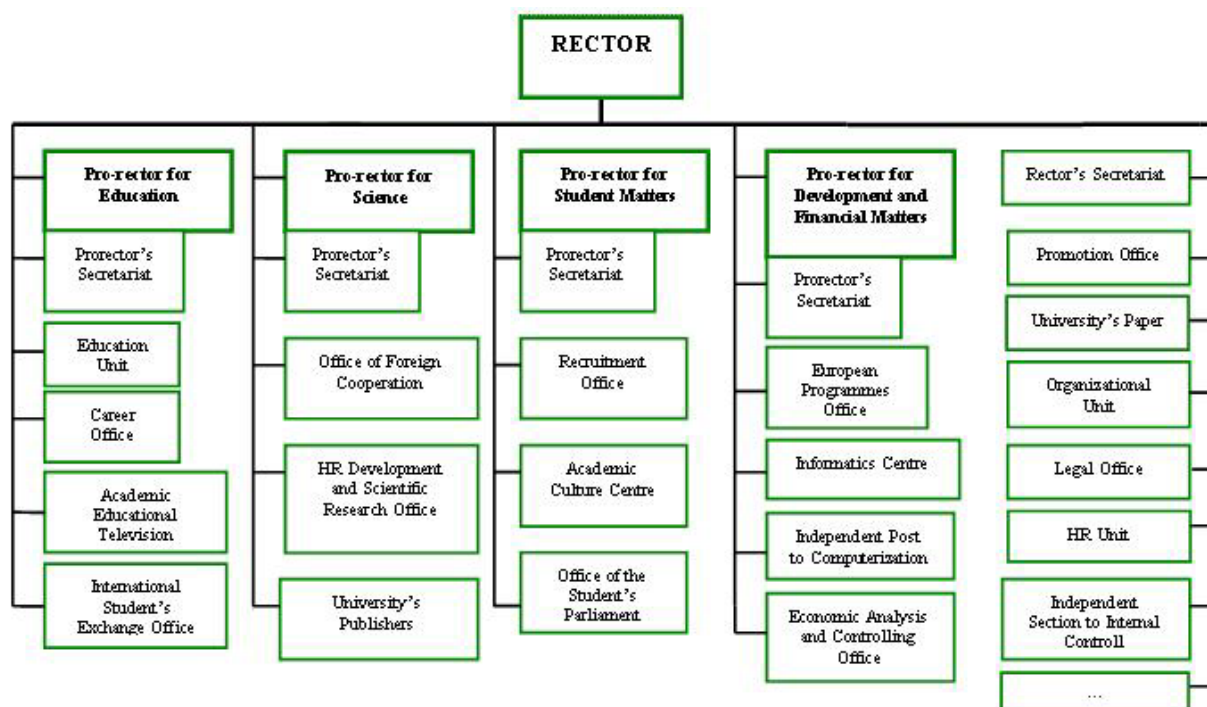 RECTOR
Pro-rector for
Education
Prorector's
Secretariat
Education
Unit
Career
Office
Academic
Educational
Television
International
Student's
Exchange Office
Pro-rector for
Science
Prorector's
Secretariat
Office of Foreign
Cooperation
HR Development
and Scientific
Research Office
University's
Publishers
Pro-rector for
Student Matters
Prorector's
Secretariat
Recruitment
Office
Academic
Culture Centre
Office of the
Student's
Parliament
Pro-rector for
Development and
Financial Matters
Prorector's
Secretariat
European
Programmes
Office
Informatics Centre
Independent Post
to Computerization
Economic Analysis
and Controlling
Office
Rector's Secretariat
Promotion Office
University's Paper
Organizational
Unit
Legal Office
HR Unit
Independent
Section to Internal
Controll
...